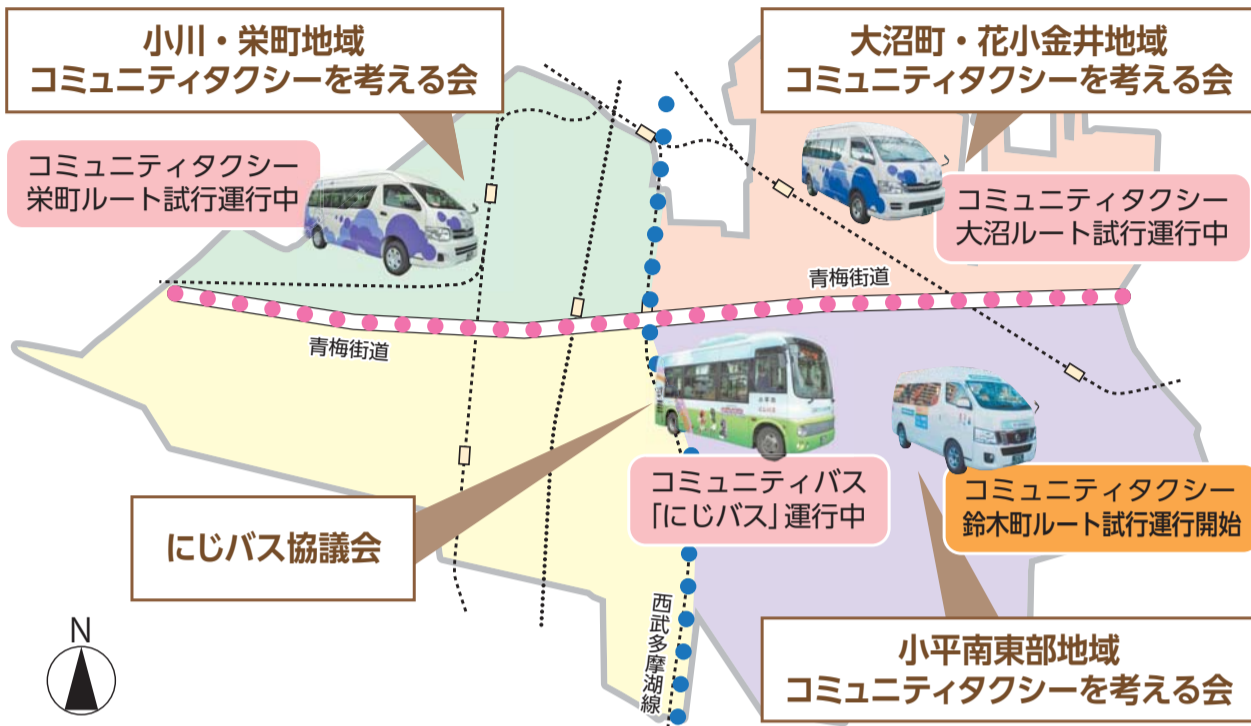 小川・栄町地域
コミュニティタクシーを考える会
大沼町・花小金井地域
コミュニティタクシーを考える会
コミュニティタクシー
栄町ルート試行運行中
コミュニティタクシー
大沼ルート試行運行中
青梅街道
青梅街道
コミュニティバス
「にじバス」運行中
コミュニティタクシー
鈴木町ルート試行運行開始
にじバス協議会
西武多摩湖線
小平南東部地域
コミュニティタクシーを考える会
N